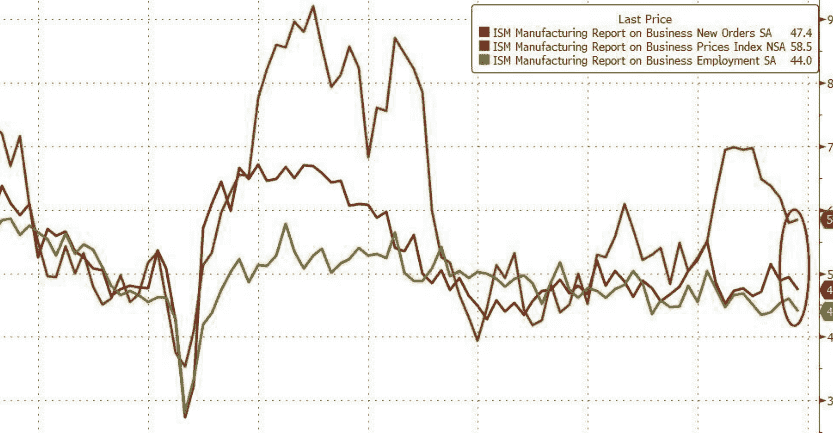 Last Price
ISM Manufacturing Report on Business New Orders SA 47.4
ISM Manufacturing Report on Business Prices Index NSA 58.5
ISM Manufacturing Report on Business Employment SA 44.0
9
8
7
6
5
5
4
4
4
3